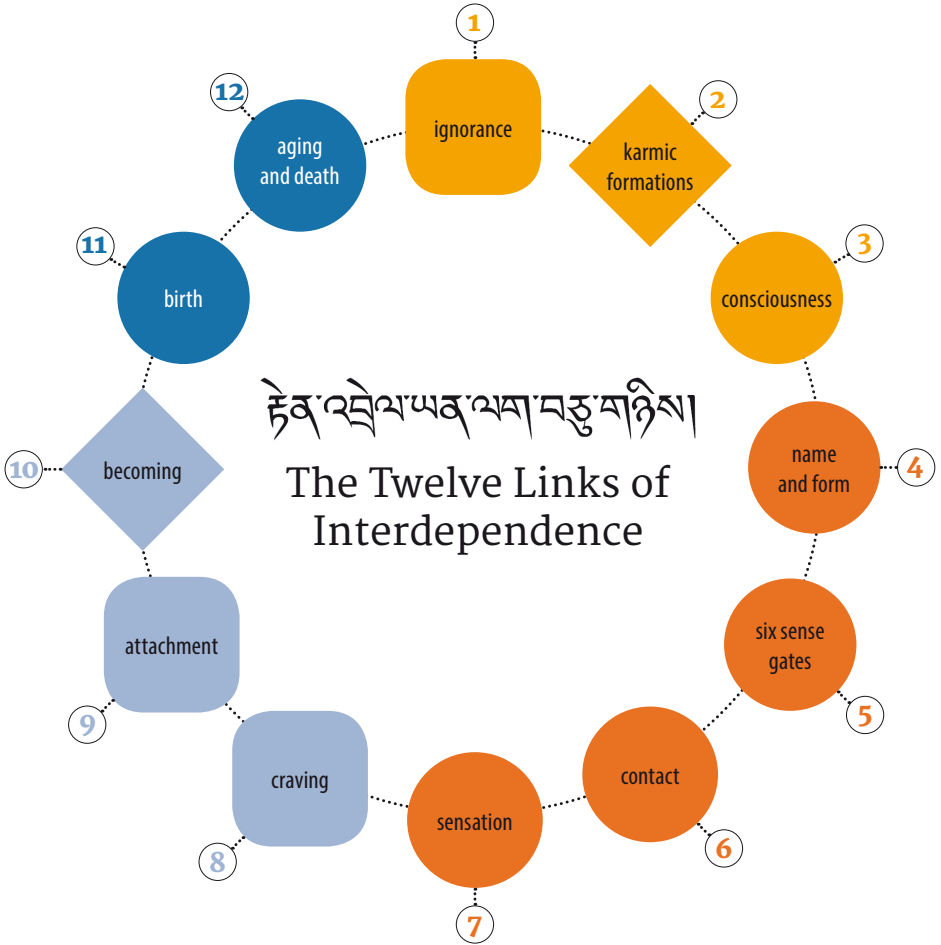 རྟེན་འབྲེལ་ཡན་ལག་བཅུ་གཉིས།
The Twelve Links of
Interdependence
1
ignorance
2
karmic
formations
3
consciousness
4
name
and form
5
six sense
gates
6
contact
7
sensation
8
craving
9
attachment
10
becoming
11
birth
12
aging
and death